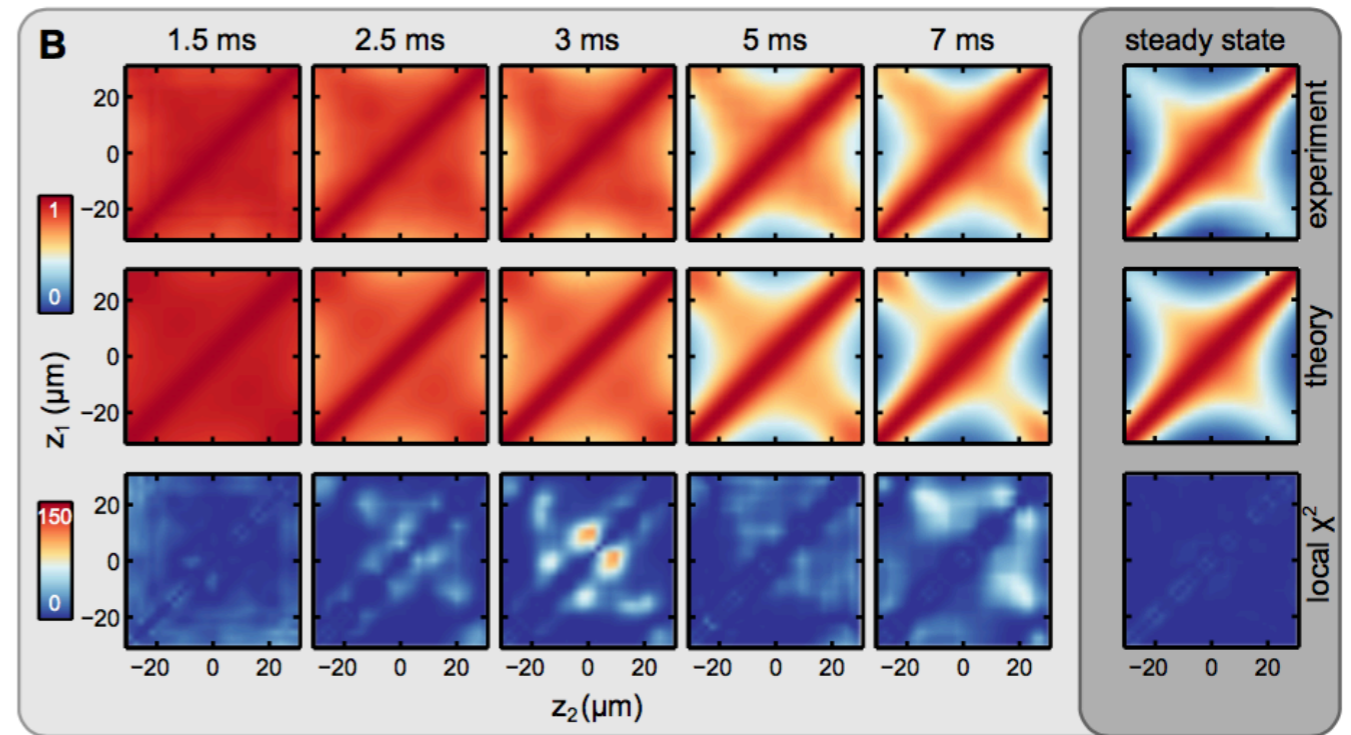 B
1.5 ms 2.5 ms 3 ms 5 ms 7 ms steady state
20
0
−20
experiment
1
0
20
0
−20
theory
z₁ (μm)
20
0
−20
local χ²
150
0
−20 0 20 −20 0 20 −20 0 20 −20 0 20 −20 0 20 −20 0 20
z₂(μm)